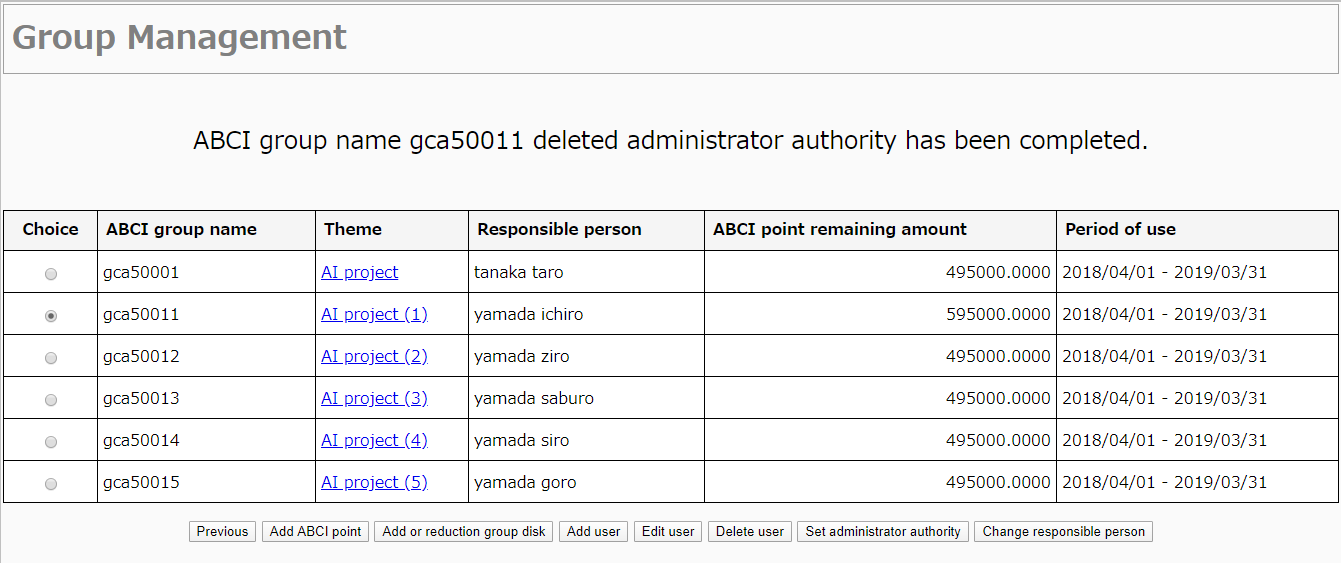 Group Management
ABCI group name gca50011 deleted administrator authority has been completed.
Choice ABCI group name Theme Responsible person ABCI point remaining amount Period of use
gca50001 AI project tanaka taro 495000.0000 2018/04/01 - 2019/03/31
gca50011 AI project (1) yamada ichiro 595000.0000 2018/04/01 - 2019/03/31
gca50012 AI project (2) yamada ziro 495000.0000 2018/04/01 - 2019/03/31
gca50013 AI project (3) yamada saburo 495000.0000 2018/04/01 - 2019/03/31
gca50014 AI project (4) yamada siro 495000.0000 2018/04/01 - 2019/03/31
gca50015 AI project (5) yamada goro 495000.0000 2018/04/01 - 2019/03/31
Previous Add ABCI point Add or reduction group disk Add user Edit user Delete user Set administrator authority Change responsible person